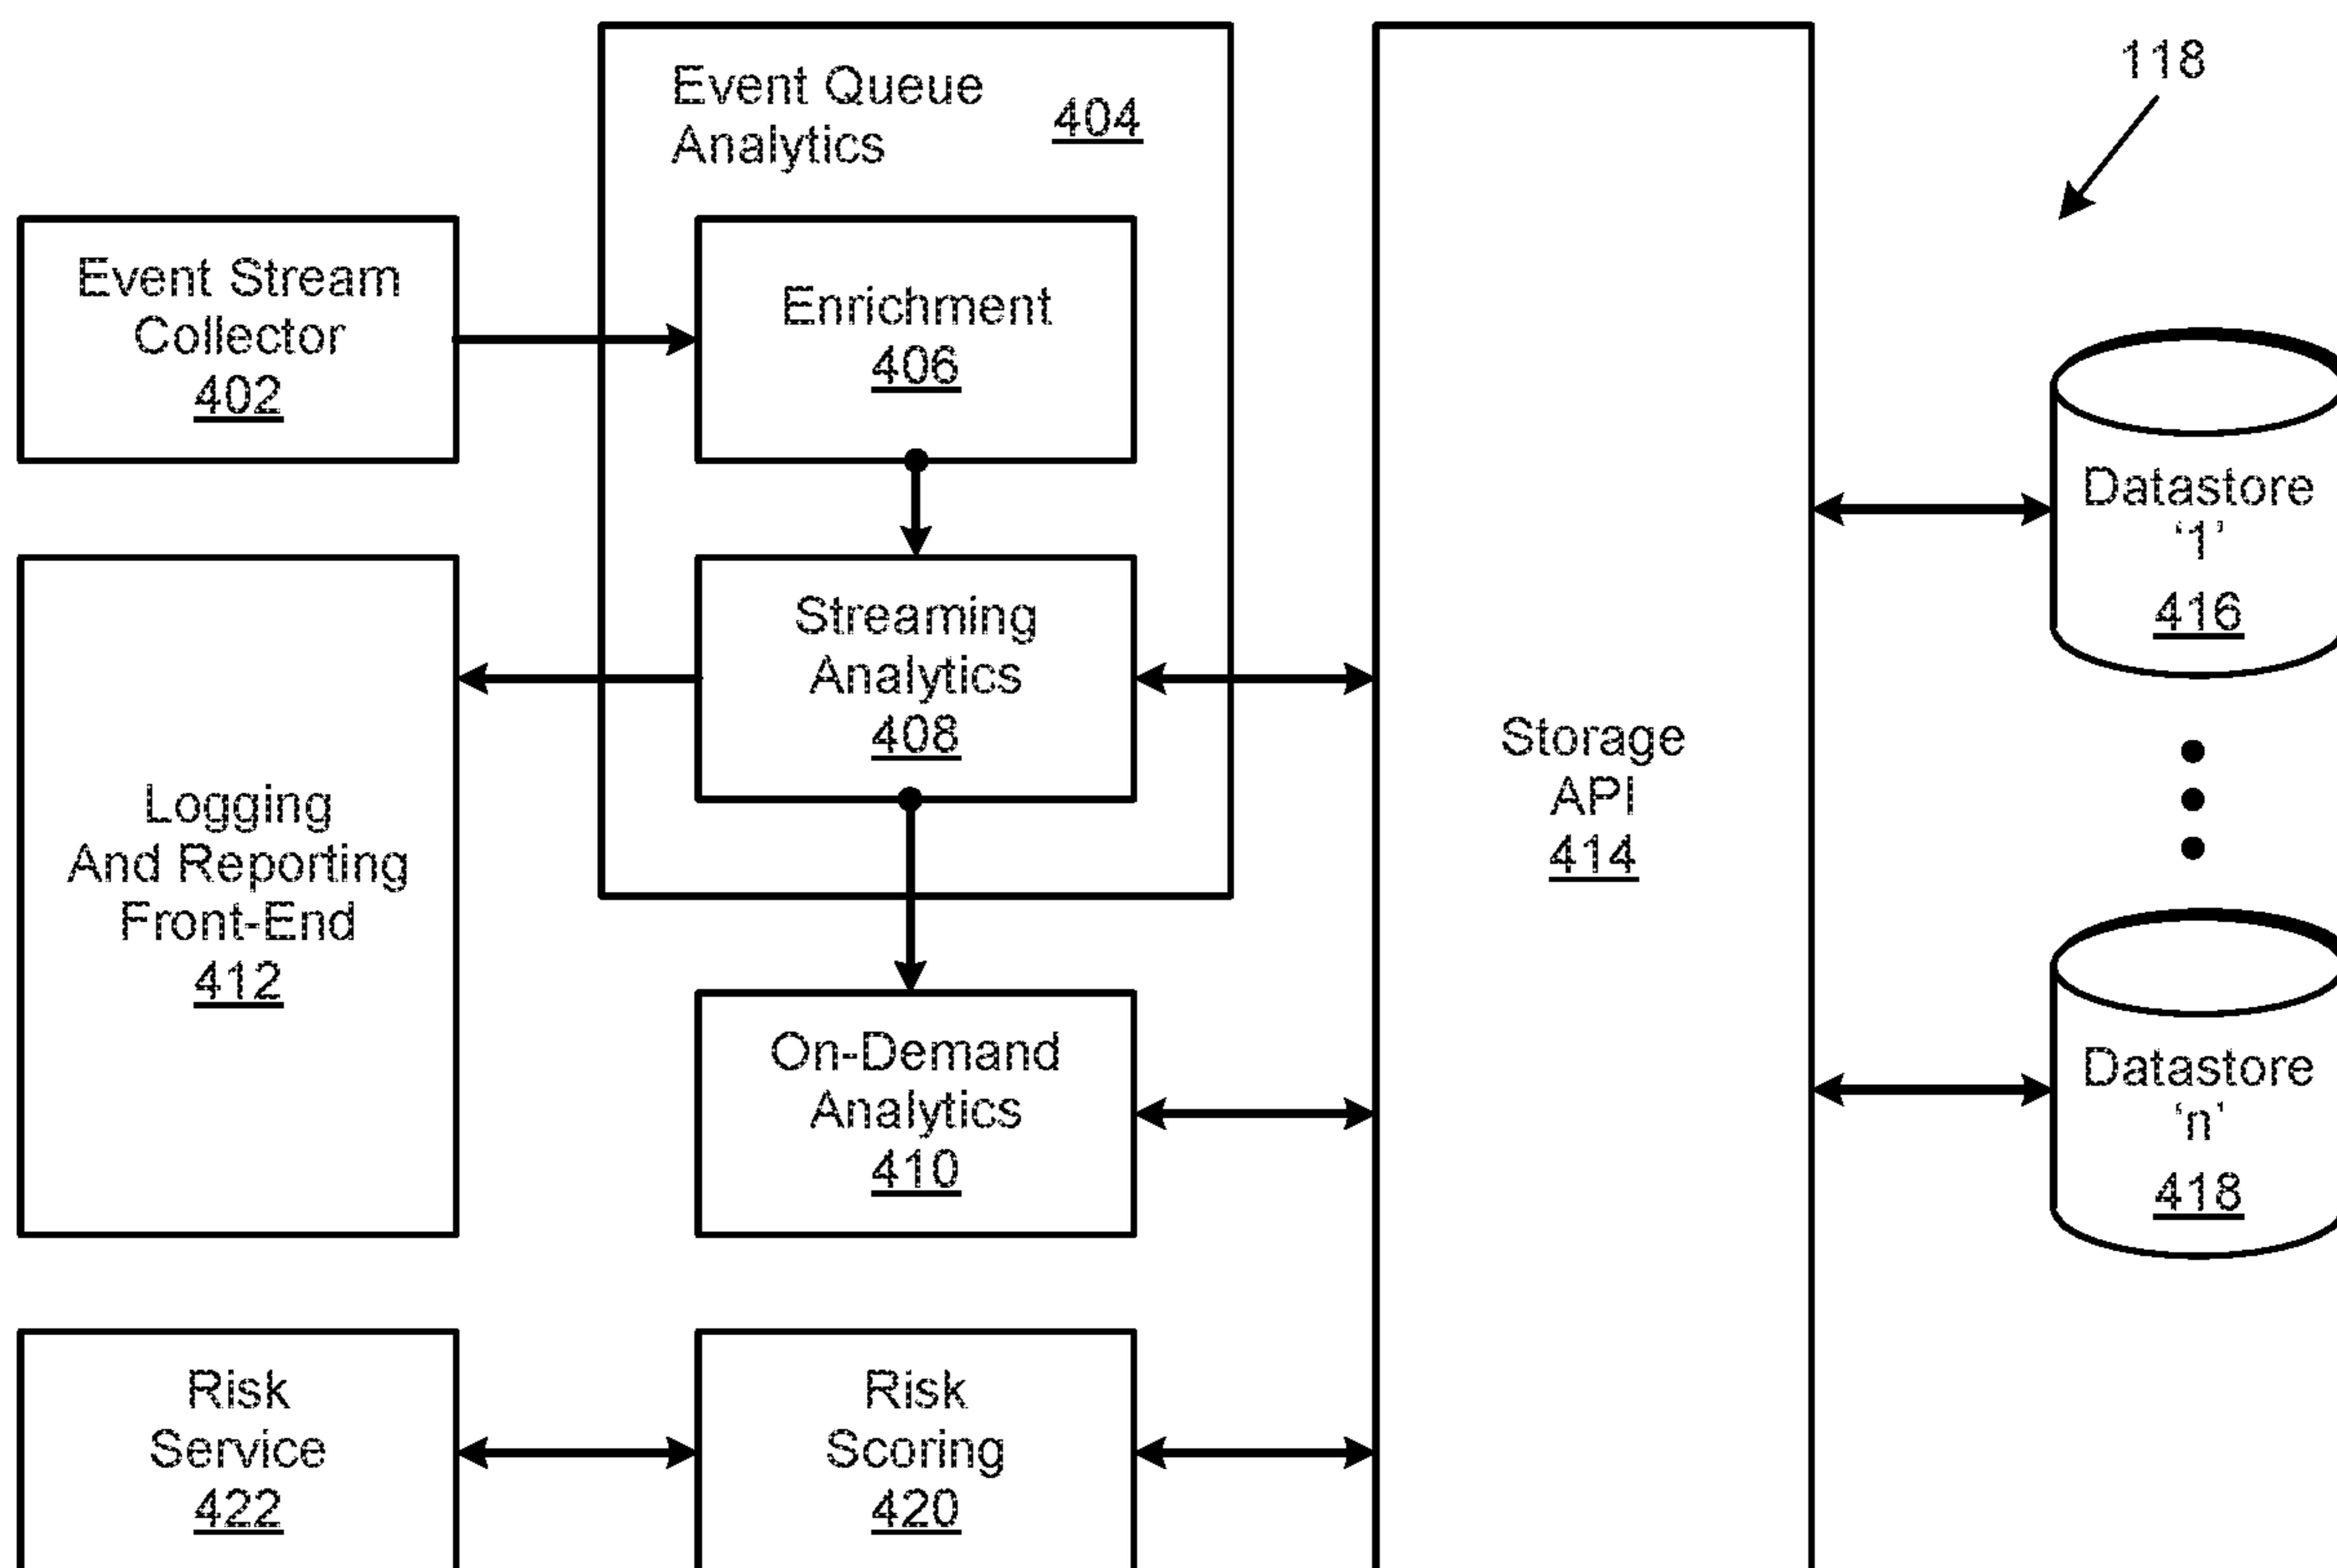 118
Event Queue
Analytics
404
Event Stream
Collector
402
Enrichment
406
Streaming
Analytics
408
Logging
And Reporting
Front-End
412
On-Demand
Analytics
410
Storage
API
414
Datastore
‘1’
416
Datastore
‘n’
418
Risk
Service
422
Risk
Scoring
420